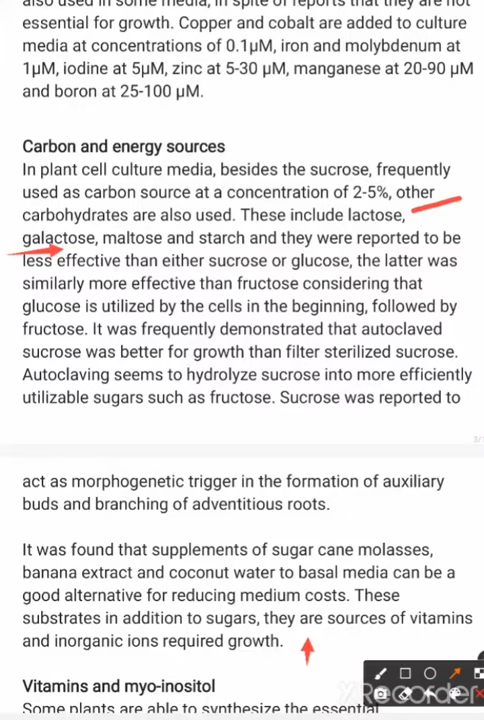 also used in some media, in spite of reports that they are not
essential for growth. Copper and cobalt are added to culture
media at concentrations of 0.1μM, iron and molybdenum at
1μM, iodine at 5μM, zinc at 5-30 μM, manganese at 20-90 μM
and boron at 25-100 μM.
Carbon and energy sources
In plant cell culture media, besides the sucrose, frequently
used as carbon source at a concentration of 2-5%, other
carbohydrates are also used. These include lactose,
galactose, maltose and starch and they were reported to be
less effective than either sucrose or glucose, the latter was
similarly more effective than fructose considering that
glucose is utilized by the cells in the beginning, followed by
fructose. It was frequently demonstrated that autoclaved
sucrose was better for growth than filter sterilized sucrose.
Autoclaving seems to hydrolyze sucrose into more efficiently
utilizable sugars such as fructose. Sucrose was reported to
act as morphogenetic trigger in the formation of auxiliary
buds and branching of adventitious roots.
It was found that supplements of sugar cane molasses,
banana extract and coconut water to basal media can be a
good alternative for reducing medium costs. These
substrates in addition to sugars, they are sources of vitamins
and inorganic ions required growth.
Vitamins and myo-inositol
Some plants are able to synthesize the essential
XRecorder